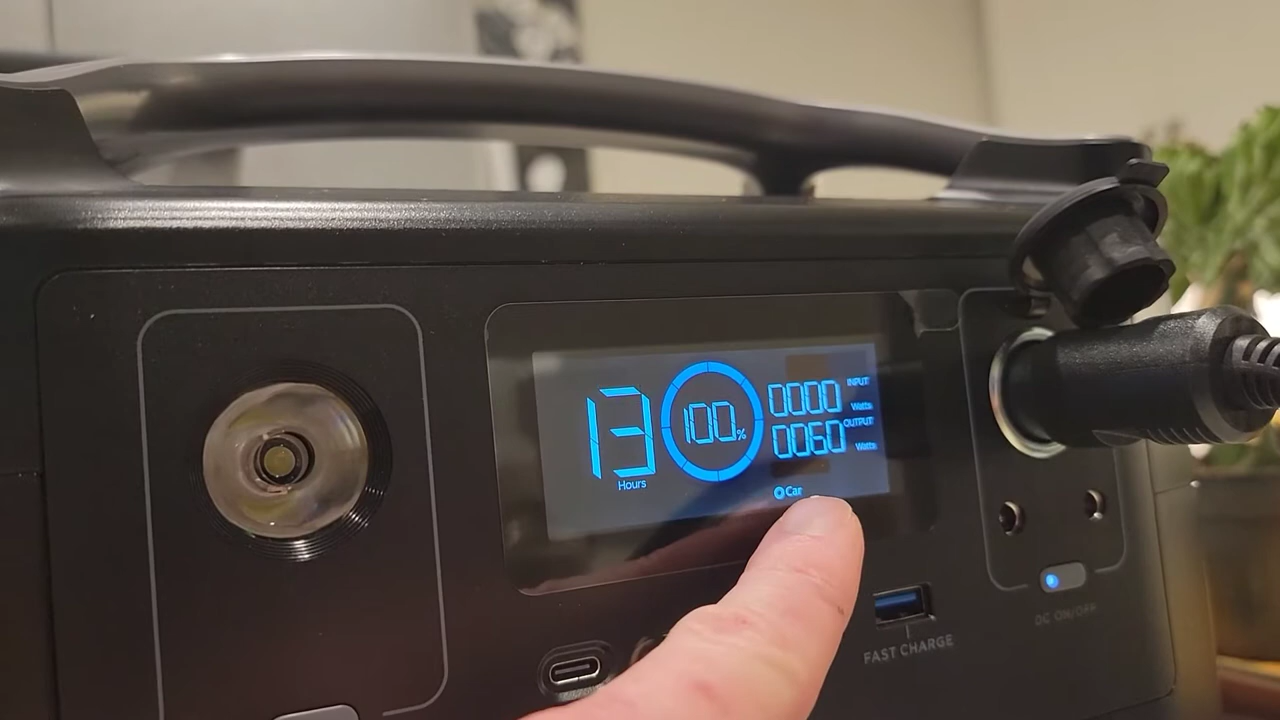 13
Hours
100%
0000
INPUT
Watts
0060
OUTPUT
Watts
Car
FAST CHARGE
DC ON/OFF